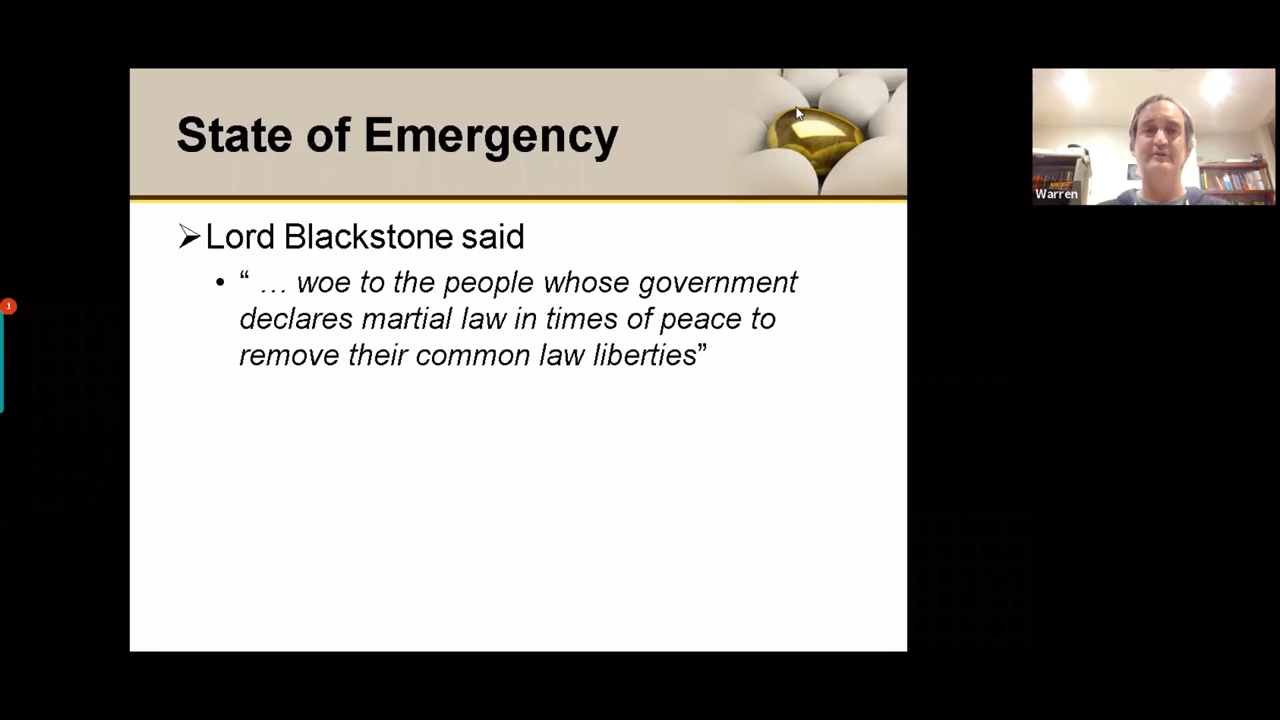 State of Emergency
Lord Blackstone said
“ … woe to the people whose government
declares martial law in times of peace to
remove their common law liberties”
Warren
1